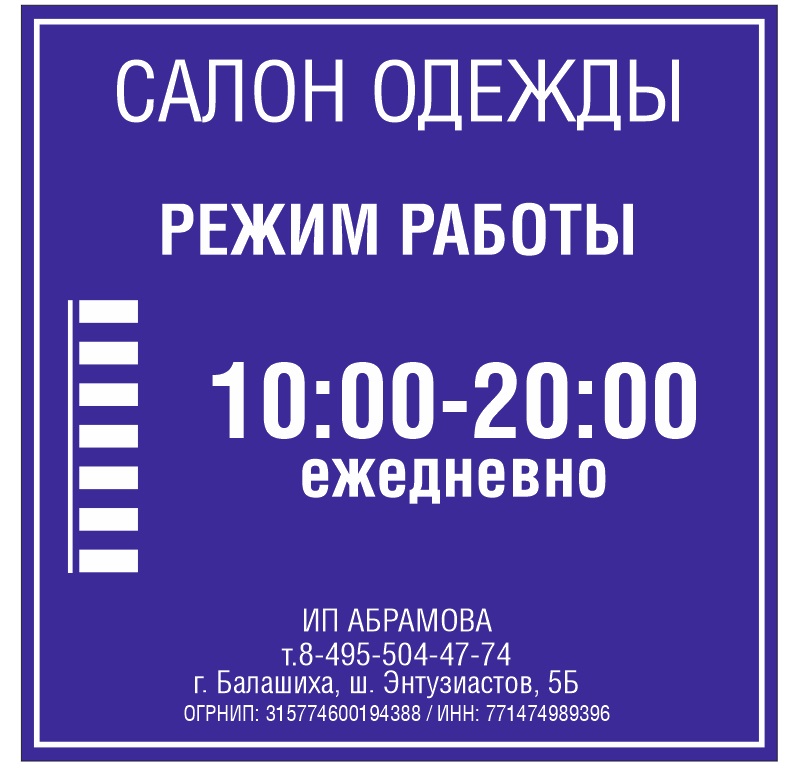 САЛОН ОДЕЖДЫ
РЕЖИМ РАБОТЫ
10:00-20:00
ежедневно
ИП АБРАМОВА
т.8-495-504-47-74
г. Балашиха, ш. Энтузиастов, 5Б
ОГРНИП: 315774600194388 / ИНН: 771474989396